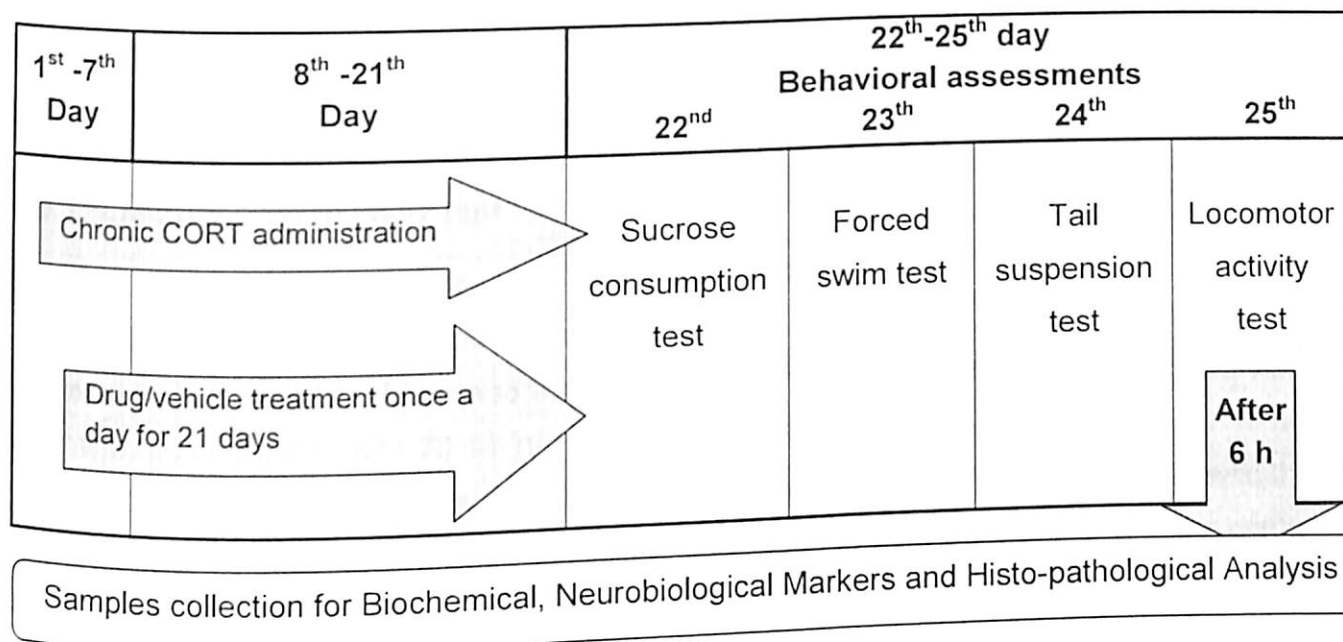 1st -7th
Day
8th -21th
Day
22th-25th day
Behavioral assessments
22nd
23th
24th
25th
Chronic CORT administration
Drug/vehicle treatment once a
day for 21 days
Sucrose
consumption
test
Forced
swim test
Tail
suspension
test
Locomotor
activity
test
After
6 h
Samples collection for Biochemical, Neurobiological Markers and Histo-pathological Analysis